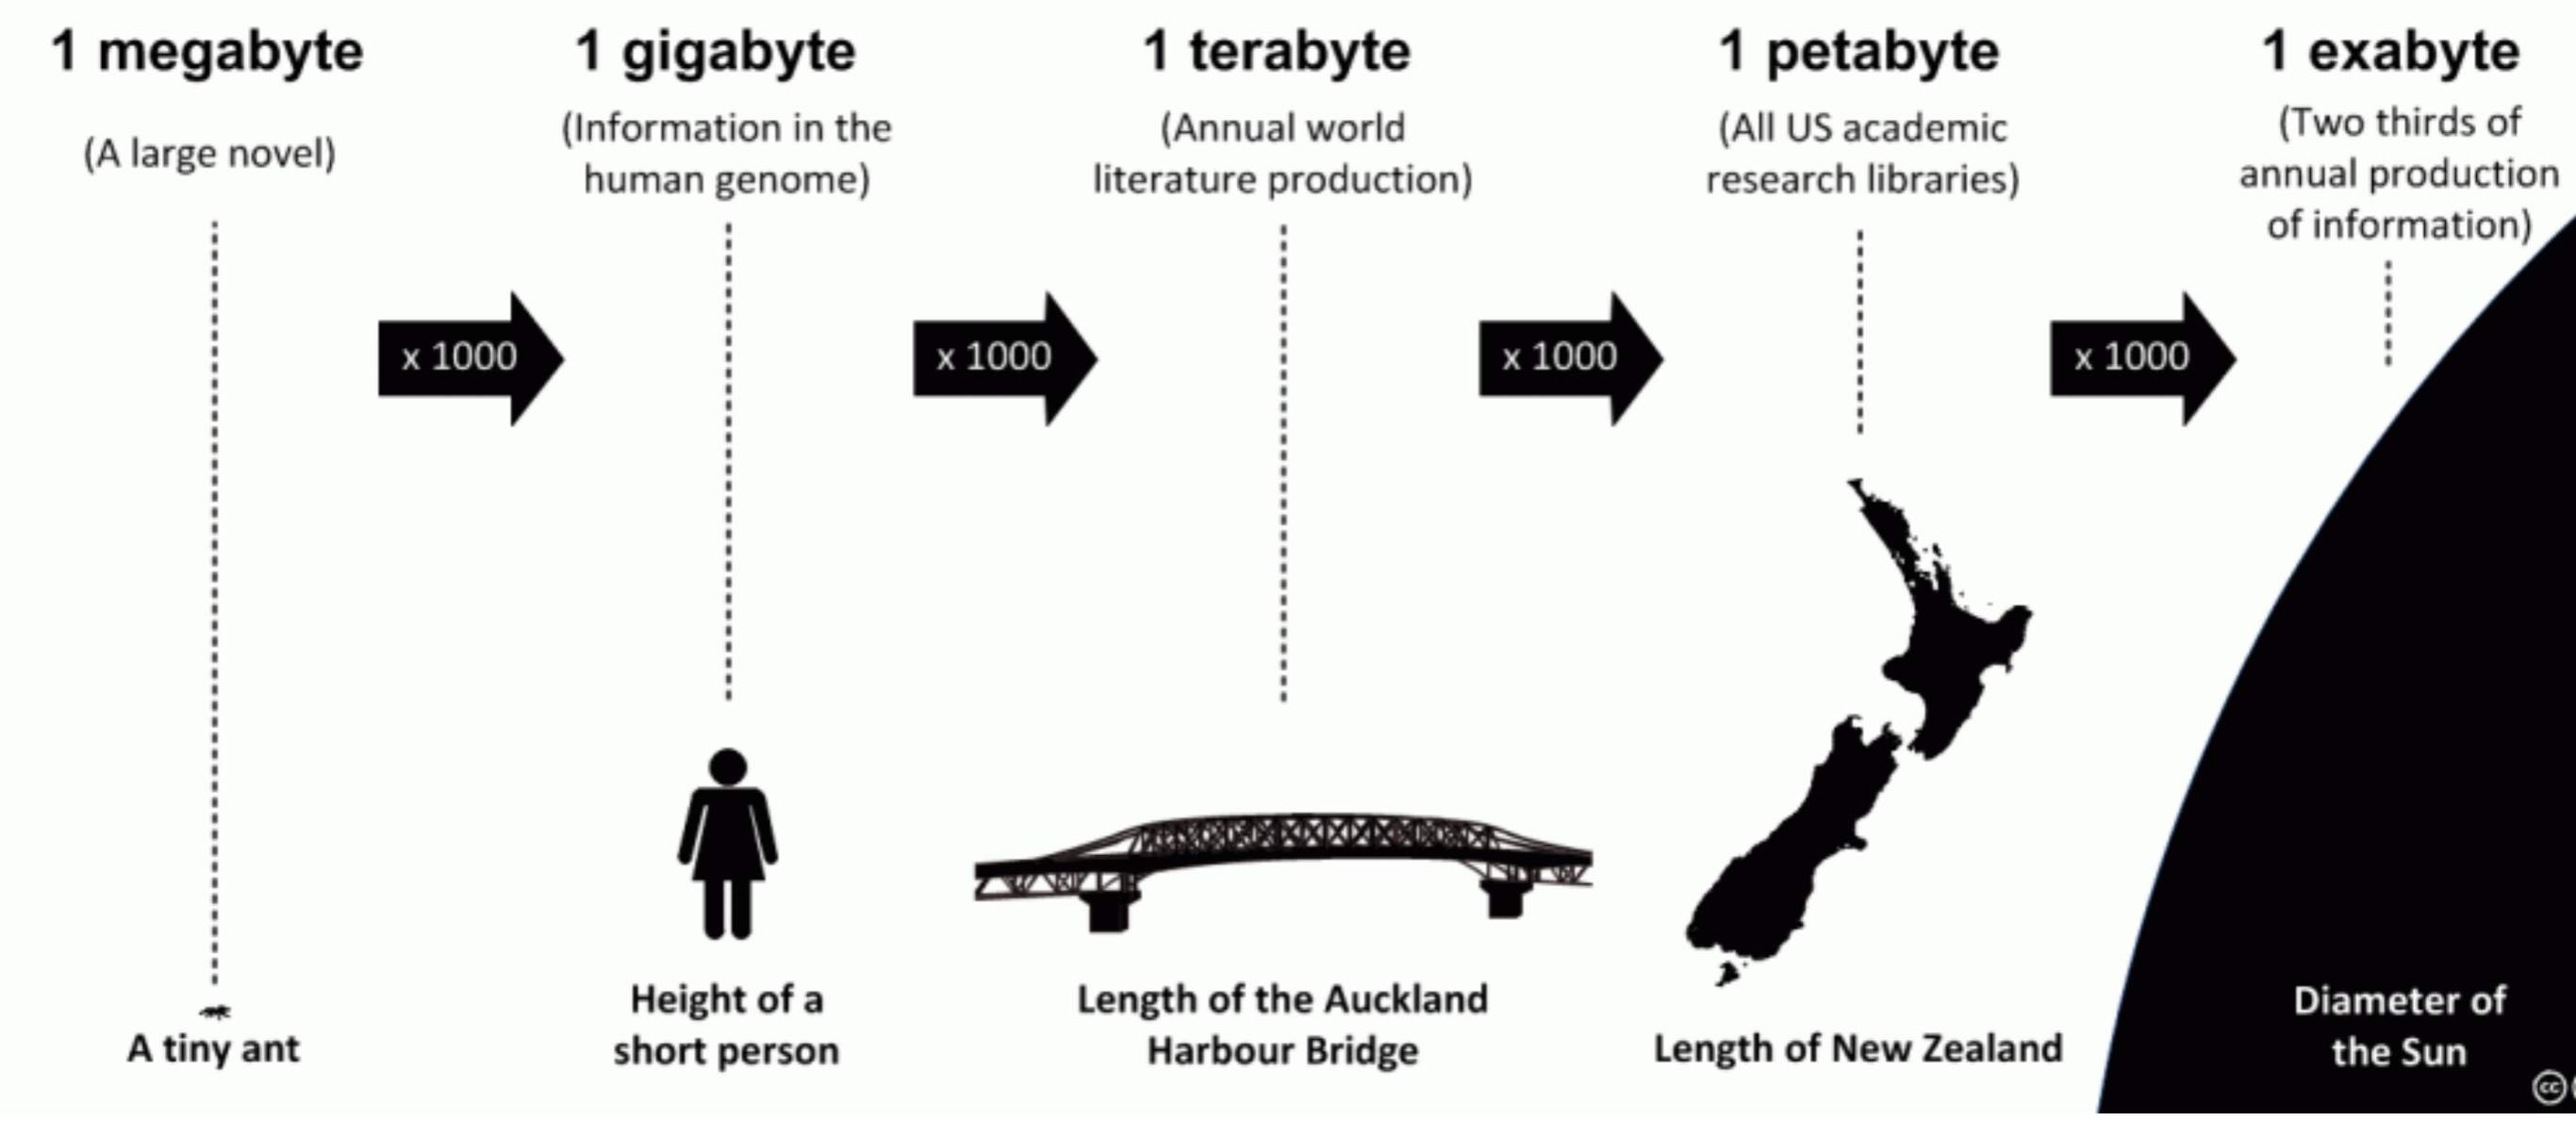 1 megabyte
(A large novel)
1 gigabyte
(Information in the
human genome)
1 terabyte
(Annual world
literature production)
1 petabyte
(All US academic
research libraries)
1 exabyte
(Two thirds of
annual production
of information)
x 1000
x 1000
x 1000
x 1000
A tiny ant
Height of a
short person
Length of the Auckland
Harbour Bridge
Length of New Zealand
Diameter of
the Sun
cc